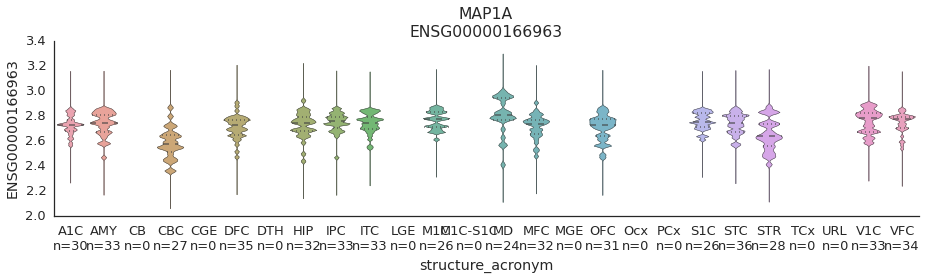 MAP1A
ENSG00000166963
ENSG00000166963
3.4
3.2
3.0
2.8
2.6
2.4
2.2
2.0
A1C AMY CB CBC CGE DFC DTH HIP IPC ITC LGE M1C M1C-S1C MD MFC MGE OFC Ocx PCx S1C STC STR TCx URL V1C VFC
n=30 n=33 n=0 n=27 n=0 n=35 n=0 n=32 n=33 n=33 n=0 n=26 n=0 n=24 n=32 n=0 n=31 n=0 n=0 n=26 n=36 n=28 n=0 n=0 n=33 n=34
structure_acronym